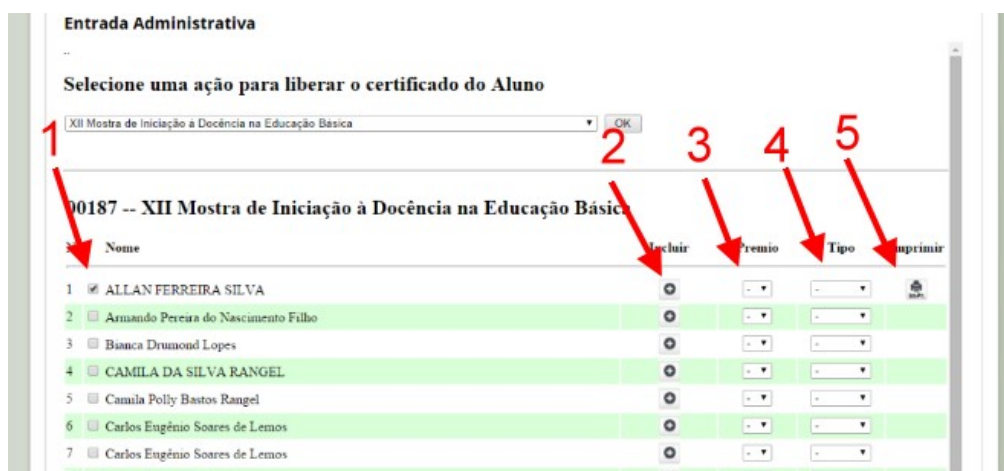 Entrada Administrativa
..
Selecione uma ação para liberar o certificado do Aluno
XII Mostra de Iniciação à Docência na Educação Básica OK
1 2 3 4 5
00187 -- XII Mostra de Iniciação à Docência na Educação Básica
Nome Incluir Premio Tipo Imprimir
1 ALLAN FERREIRA SILVA - -
2 Armando Pereira do Nascimento Filho - -
3 Bianca Drumond Lopes - -
4 CAMILA DA SILVA RANGEL - -
5 Camila Polly Bastos Rangel - -
6 Carlos Eugênio Soares de Lemos - -
7 Carlos Eugênio Soares de Lemos - -